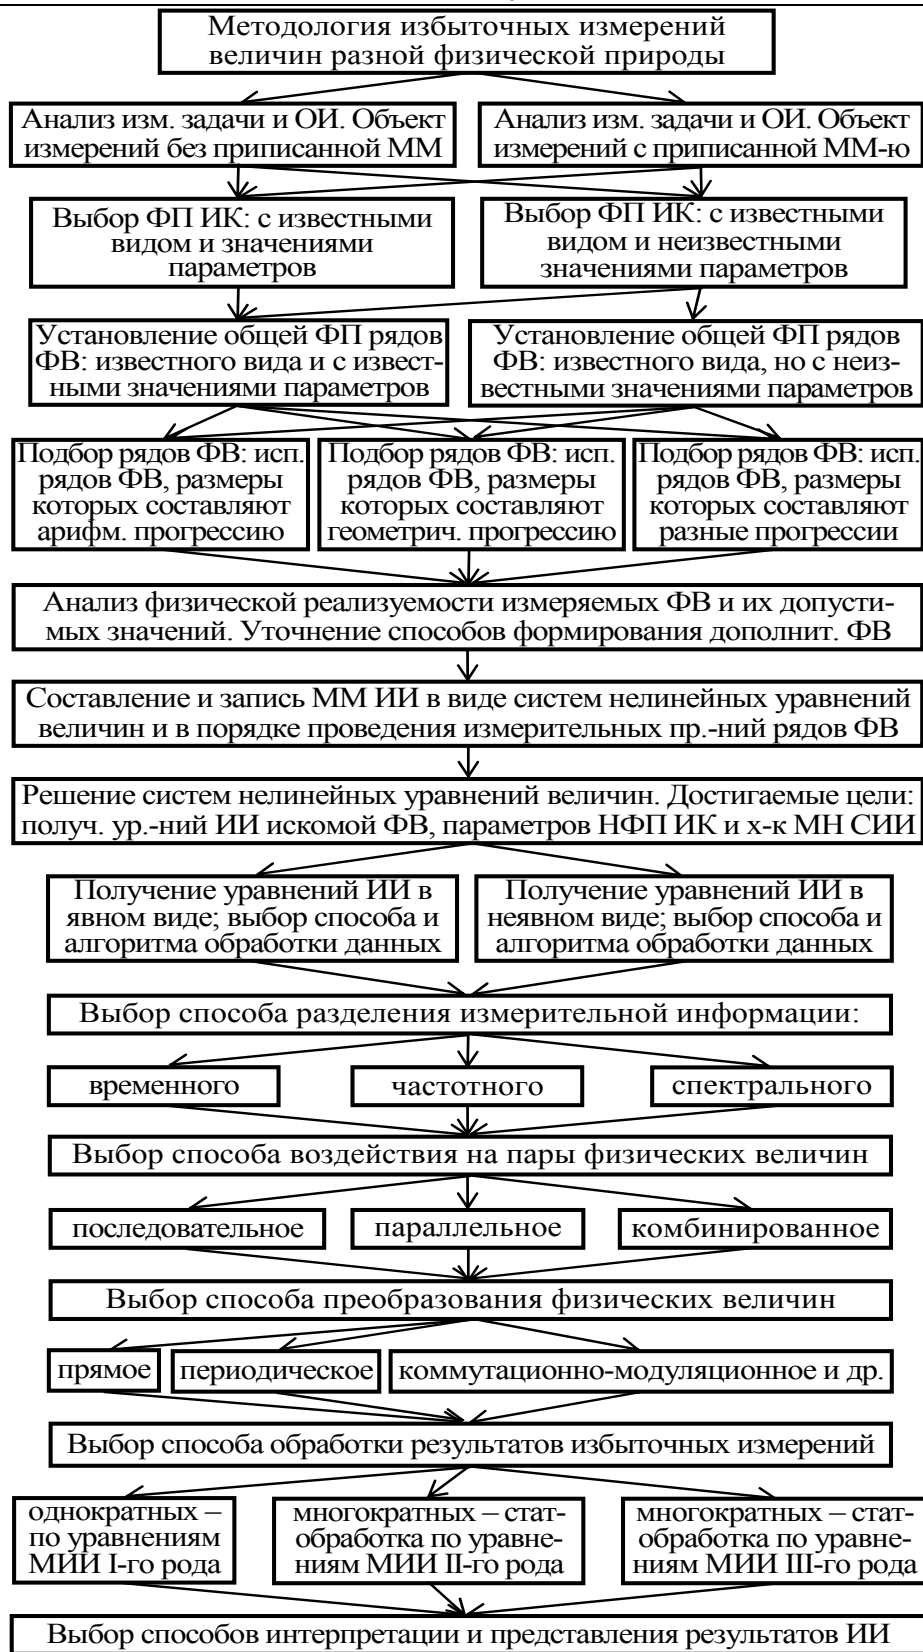 Методология избыточных измерений
величин разной физической природы
Анализ изм. задачи и ОИ. Объект
измерений без приписанной ММ
Анализ изм. задачи и ОИ. Объект
измерений с приписанной ММ-ю
Выбор ФП ИК: с известными
видом и значениями
параметров
Выбор ФП ИК: с известными
видом и неизвестными
значениями параметров
Установление общей ФП рядов
ФВ: известного вида и с извест-
ными значениями параметров
Установление общей ФП рядов
ФВ: известного вида, но с неиз-
вестными значениями параметров
Подбор рядов ФВ: исп.
рядов ФВ, размеры
которых составляют
арифм. прогрессию
Подбор рядов ФВ: исп.
рядов ФВ, размеры
которых составляют
геометрич. прогрессию
Подбор рядов ФВ: исп.
рядов ФВ, размеры
которых составляют
разные прогрессии
Анализ физической реализуемости измеряемых ФВ и их допусти-
мых значений. Уточнение способов формирования дополнит. ФВ
Составление и запись ММ ИИ в виде систем нелинейных уравнений
величин и в порядке проведения измерительных пр.-ний рядов ФВ
Решение систем нелинейных уравнений величин. Достигаемые цели:
получ. ур.-ний ИИ искомой ФВ, параметров НФП ИК и х-к МН СИИ
Получение уравнений ИИ в
явном виде; выбор способа и
алгоритма обработки данных
Получение уравнений ИИ в
неявном виде; выбор способа и
алгоритма обработки данных
Выбор способа разделения измерительной информации:
временного
частотного
спектрального
Выбор способа воздействия на пары физических величин
последовательное
параллельное
комбинированное
Выбор способа преобразования физических величин
прямое
периодическое
коммутационно-модуляционное и др.
Выбор способа обработки результатов избыточных измерений
однократных –
по уравнениям
МИИ I-го рода
многократных – стат-
обработка по уравне-
ниям МИИ II-го рода
многократных – стат-
обработка по уравне-
ниям МИИ III-го рода
Выбор способов интерпретации и представления результатов ИИ